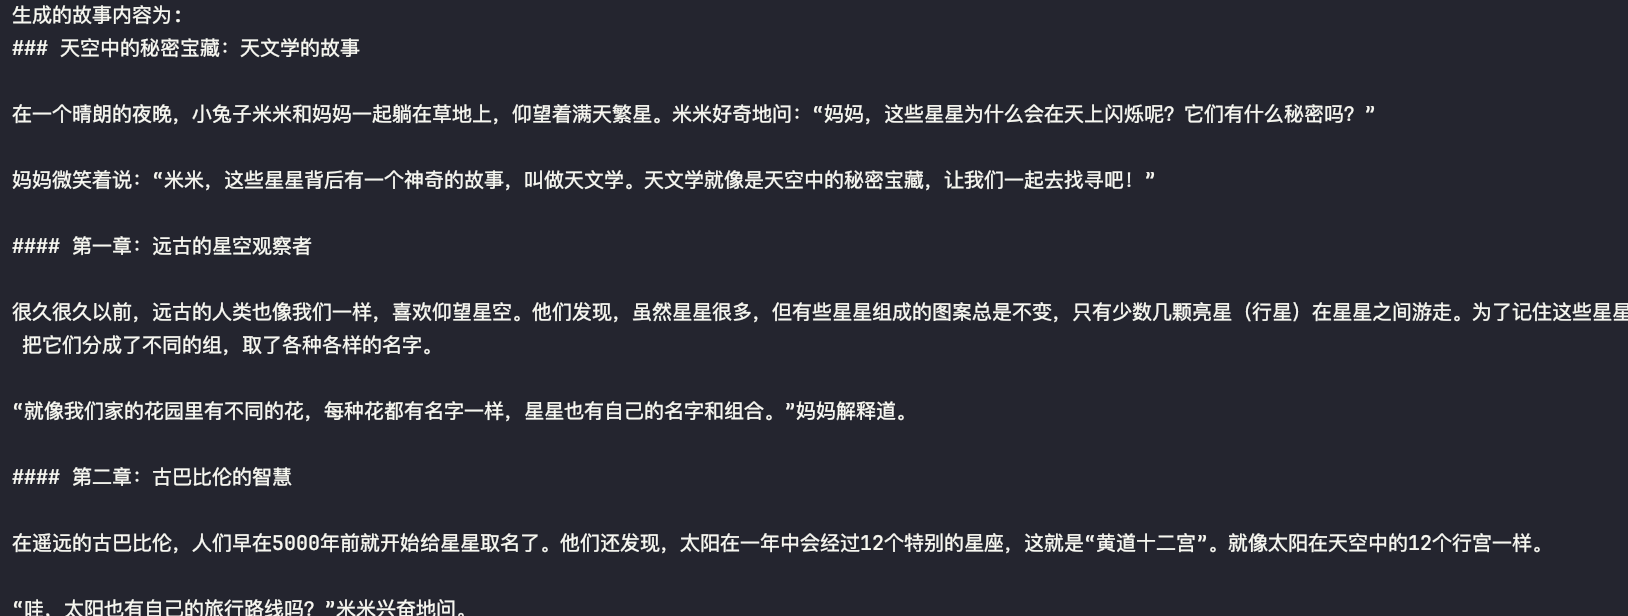 生成的故事内容为:
### 天空中的秘密宝藏：天文学的故事
在一个晴朗的夜晚，小兔子米米和妈妈一起躺在草地上，仰望着满天繁星。米米好奇地问：“妈妈，这些星星为什么会在天上闪烁呢？它们有什么秘密吗？”
妈妈微笑着说：“米米，这些星星背后有一个神奇的故事，叫做天文学。天文学就像是天空中的秘密宝藏，让我们一起去找寻吧！”
#### 第一章：远古的星空观察者
很久很久以前，远古的人类也像我们一样，喜欢仰望星空。他们发现，虽然星星很多，但有些星星组成的图案总是不变，只有少数几颗亮星（行星）在星星之间游走。为了记住这些星星
把它们分成了不同的组，取了各种各样的名字。
“就像我们家的花园里有不同的花，每种花都有名字一样，星星也有自己的名字和组合。”妈妈解释道。
#### 第二章：古巴比伦的智慧
在遥远的古巴比伦，人们早在5000年前就开始给星星取名了。他们还发现，太阳在一年中会经过12个特别的星座，这就是“黄道十二宫”。就像太阳在天空中的12个行宫一样。
“哇，太阳也有自己的旅行路线吗？”米米兴奋地问。